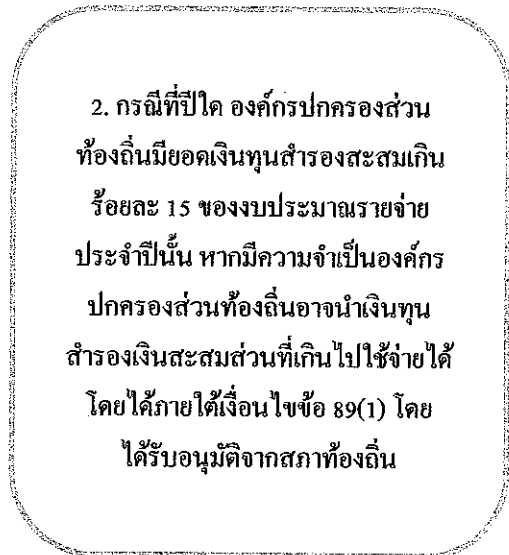 2. กรณีที่ปีใด องค์กรปกครองส่วน
ท้องถิ่นมียอดเงินทุนสำรองสะสมเกิน
ร้อยละ 15 ของงบประมาณรายจ่าย
ประจำปีนั้น หากมีความจำเป็นองค์กร
ปกครองส่วนท้องถิ่นอาจนำเงินทุน
สำรองเงินสะสมส่วนที่เกินไปใช้จ่ายได้
โดยได้ภายใต้เงื่อนไขข้อ 89(1) โดย
ได้รับอนุมัติจากสภาท้องถิ่น